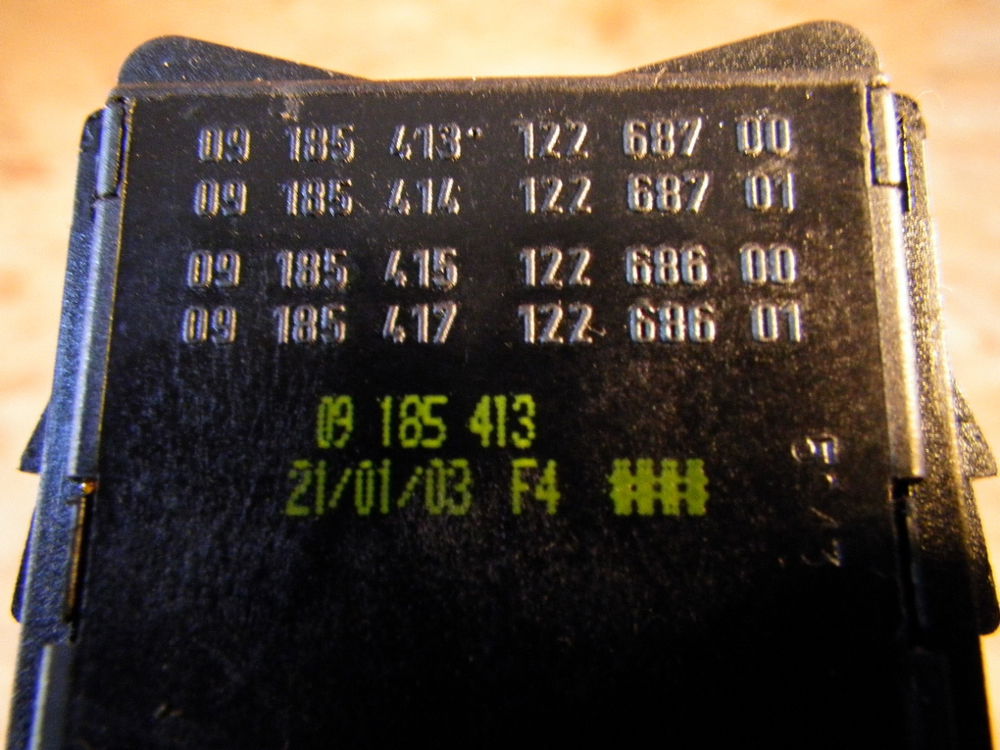 09 185 413 122 687 00
09 185 414 122 687 01
09 185 415 122 686 00
09 185 417 122 686 01
09 185 413
21/01/03 F4 ####